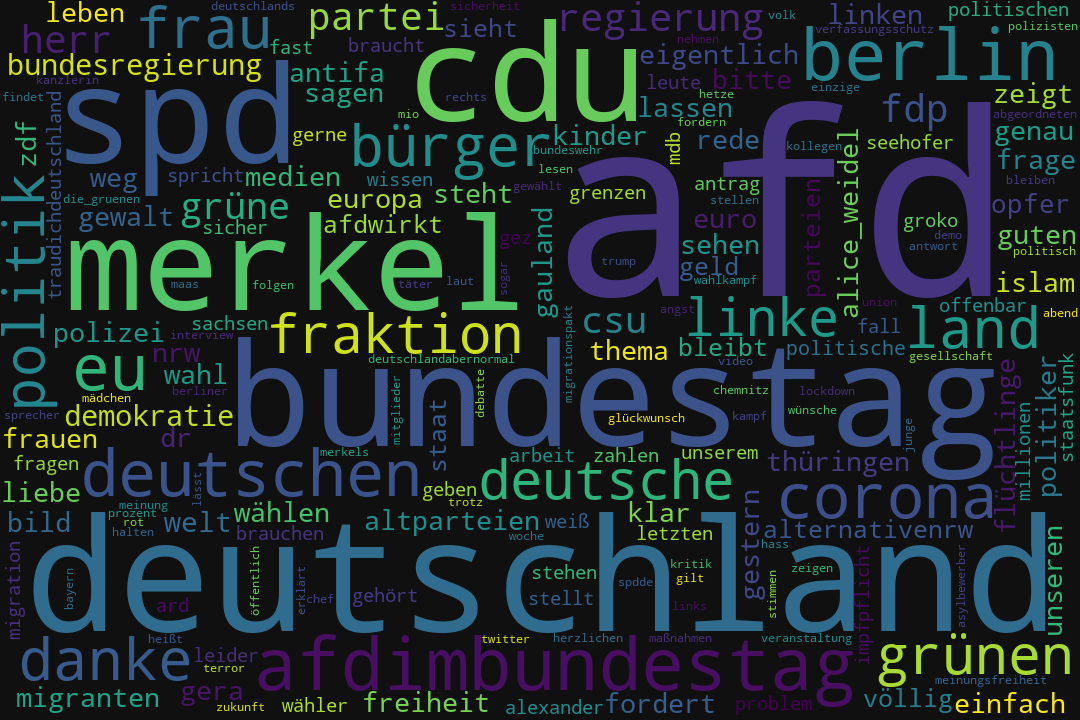 leben
deutschlands
partei
sicherheit
regierung
volk
linken
politischen
frau
herr
fast
braucht
sieht
cdu
nehmen
verfassungsschutz
polizisten
berlin
bundesregierung
antifa
eigentlich
kanzlerin
spd
sagen
leute
bitte
einzige
zeigt
findet
rechts
hetze
mio
lassen
fdp
abgeordneten
zdf
traudichdeutschland
gerne
bürger
kinder
fordern
mdb
rede
kollegen
seehofer
genau
bundeswehr
afd
frage
weg
spricht
medien
wissen
lesen
antrag
alice_weidel
bleiben
politik
die_gruenen
grüne
europa
steht
gewählt
grenzen
stellen
parteien
opfer
gewalt
sicher
afdwirkt
gauland
euro
groko
guten
merkel
gez
sehen
demo
antwort
politisch
trump
geld
maas
folgen
täter
laut
sogar
wahlkampf
islam
sachsen
angst
union
offenbar
abend
polizei
interview
fraktion
migrationspakt
csu
linke
fall
land
nrw
deutschlandabernormal
thema
bleibt
politische
gesellschaft
eu
wahl
video
flüchtlinge
politiker
staatsfunk
berliner
mädchen
bundestag
mitglieder
debatte
chemnitz
lockdown
sprecher
demokratie
staat
glückwunsch
kampf
wünsche
millionen
frauen
dr
merkels
arbeit
zahlen
unserem
junge
fragen
deutschen
deutsche
thüringen
liebe
lässt
geben
trotz
corona
meinung
prozent
bild
rot
halten
welt
wählen
brauchen
altparteien
weiß
woche
klar
letzten
gestern
alternativenrw
unseren
migration
deutschland
hass
kritik
bayern
öffentlich
erklärt
chef
gehört
stehen
stellt
spdde
gilt
links
stimmen
zeigen
impfpflicht
asylbewerber
ard
heißt
twitter
herzlichen
maßnahmen
veranstaltung
danke
leider
terror
afdimbundestag
grünen
meinungsfreiheit
migranten
gera
zukunft
wähler
freiheit
alexander
fordert
problem
völlig
einfach